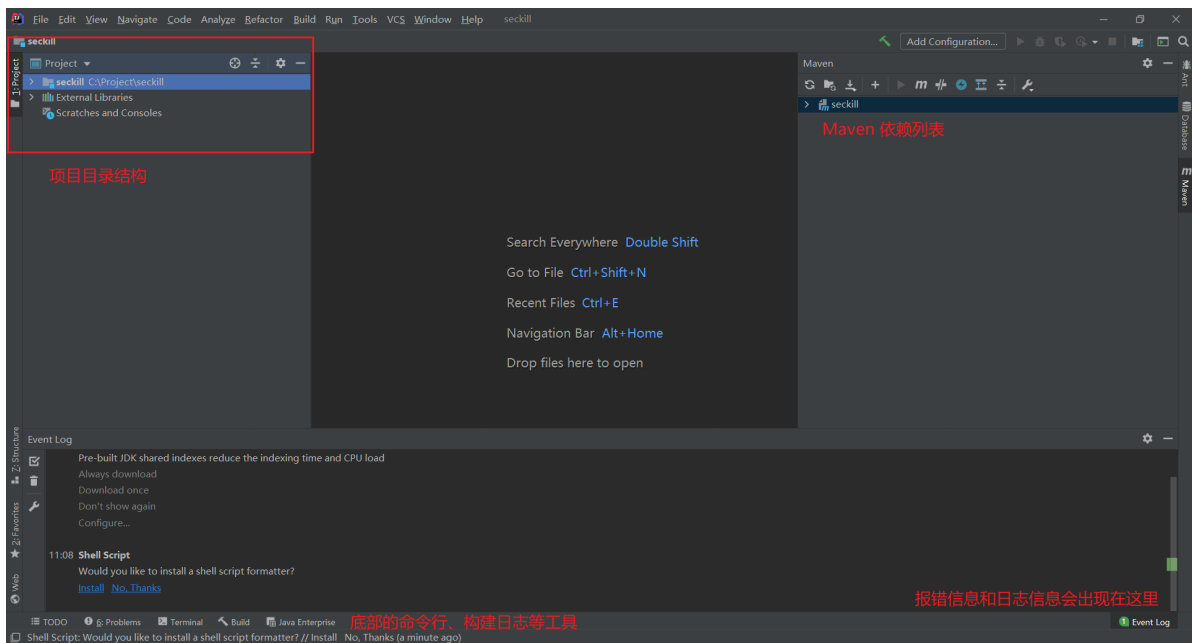 File Edit View Navigate Code Analyze Refactor Build Run Tools VCS Window Help seckill
seckill
Add Configuration...
1: Project
Project
seckill C:\Project\seckill
External Libraries
Scratches and Consoles
项目目录结构
Search Everywhere Double Shift
Go to File Ctrl+Shift+N
Recent Files Ctrl+E
Navigation Bar Alt+Home
Drop files here to open
Maven
seckill
Maven 依赖列表
Ant
Database
Maven
Z: Structure
2: Favorites
Web
Event Log
Pre-built JDK shared indexes reduce the indexing time and CPU load
Always download
Download once
Don't show again
Configure...
11:08 Shell Script
Would you like to install a shell script formatter?
Install No, Thanks
报错信息和日志信息会出现在这里
TODO 6: Problems Terminal Build Java Enterprise 底部的命令行、构建日志等工具
1 Event Log
Shell Script: Would you like to install a shell script formatter? // Install No, Thanks (a minute ago)